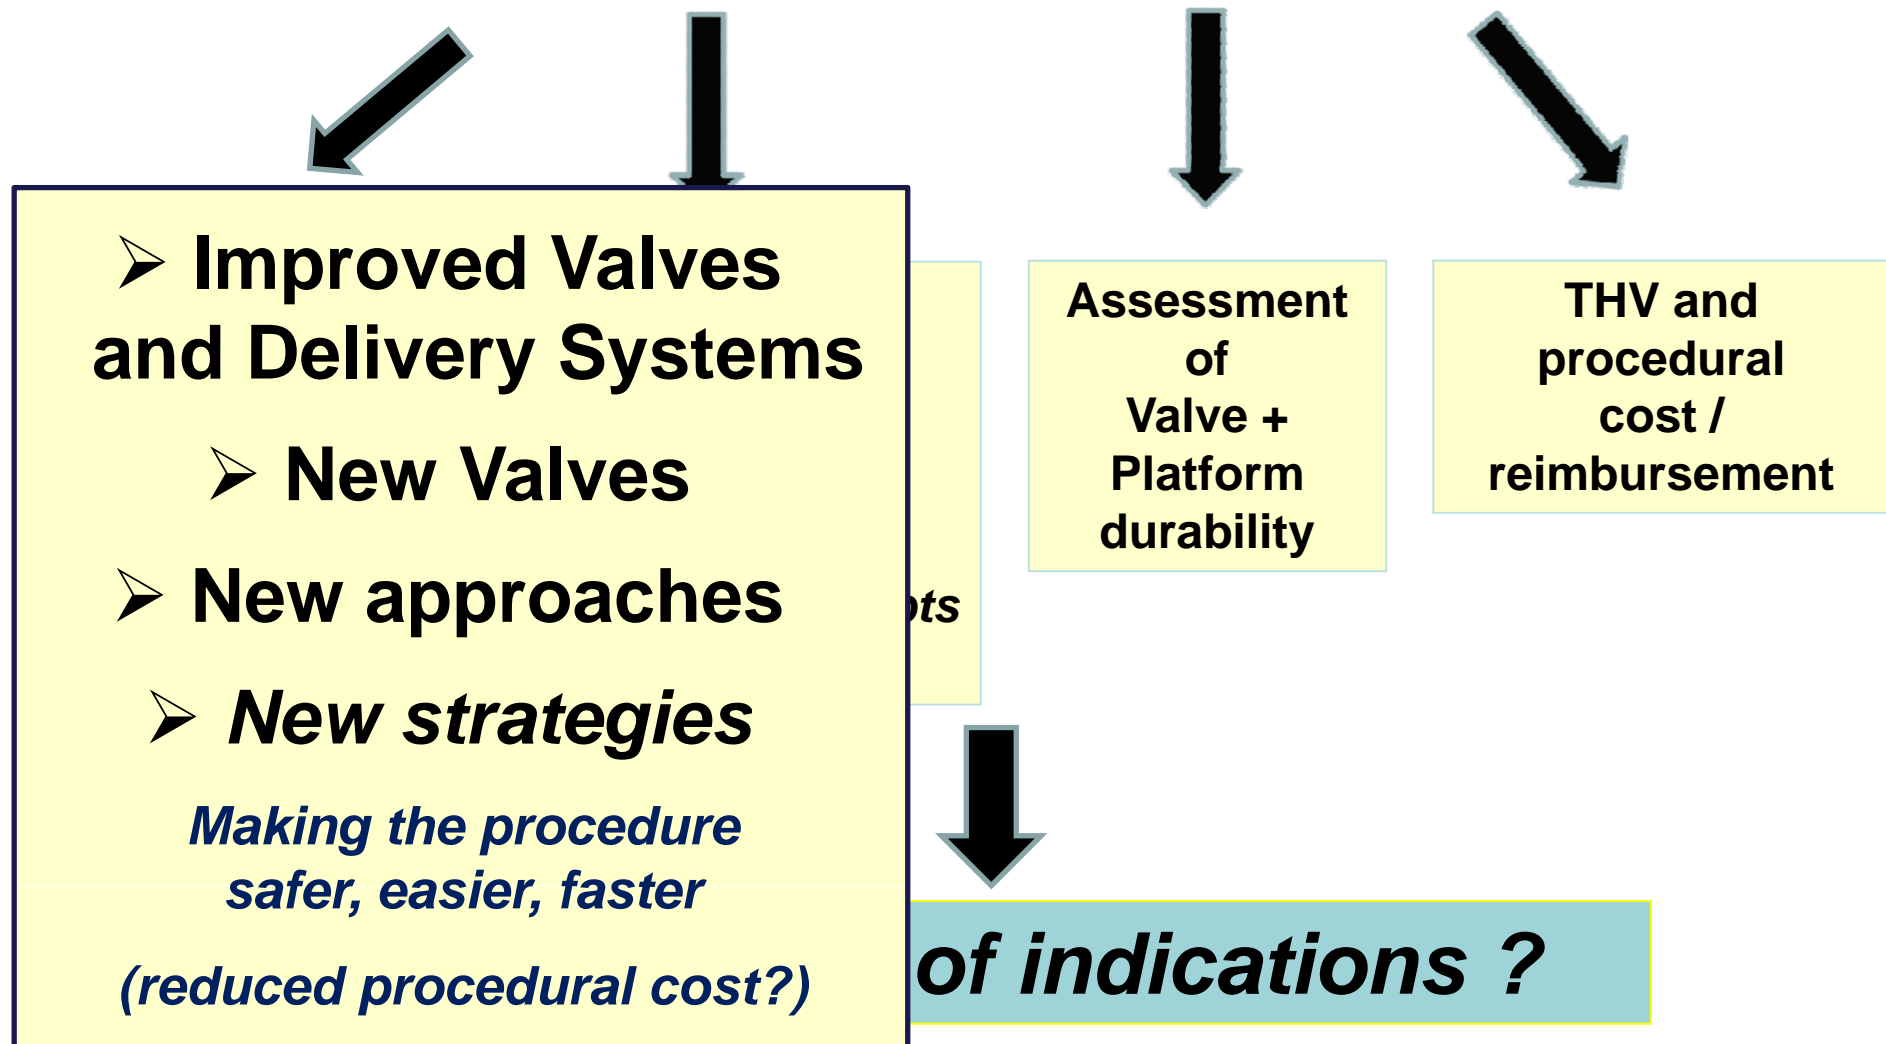 ➢ Improved Valves
and Delivery Systems
➢ New Valves
➢ New approaches
➢ New strategies
Making the procedure
safer, easier, faster
(reduced procedural cost?)
Assessment
of
Valve +
Platform
durability
THV and
procedural
cost /
reimbursement
of indications ?